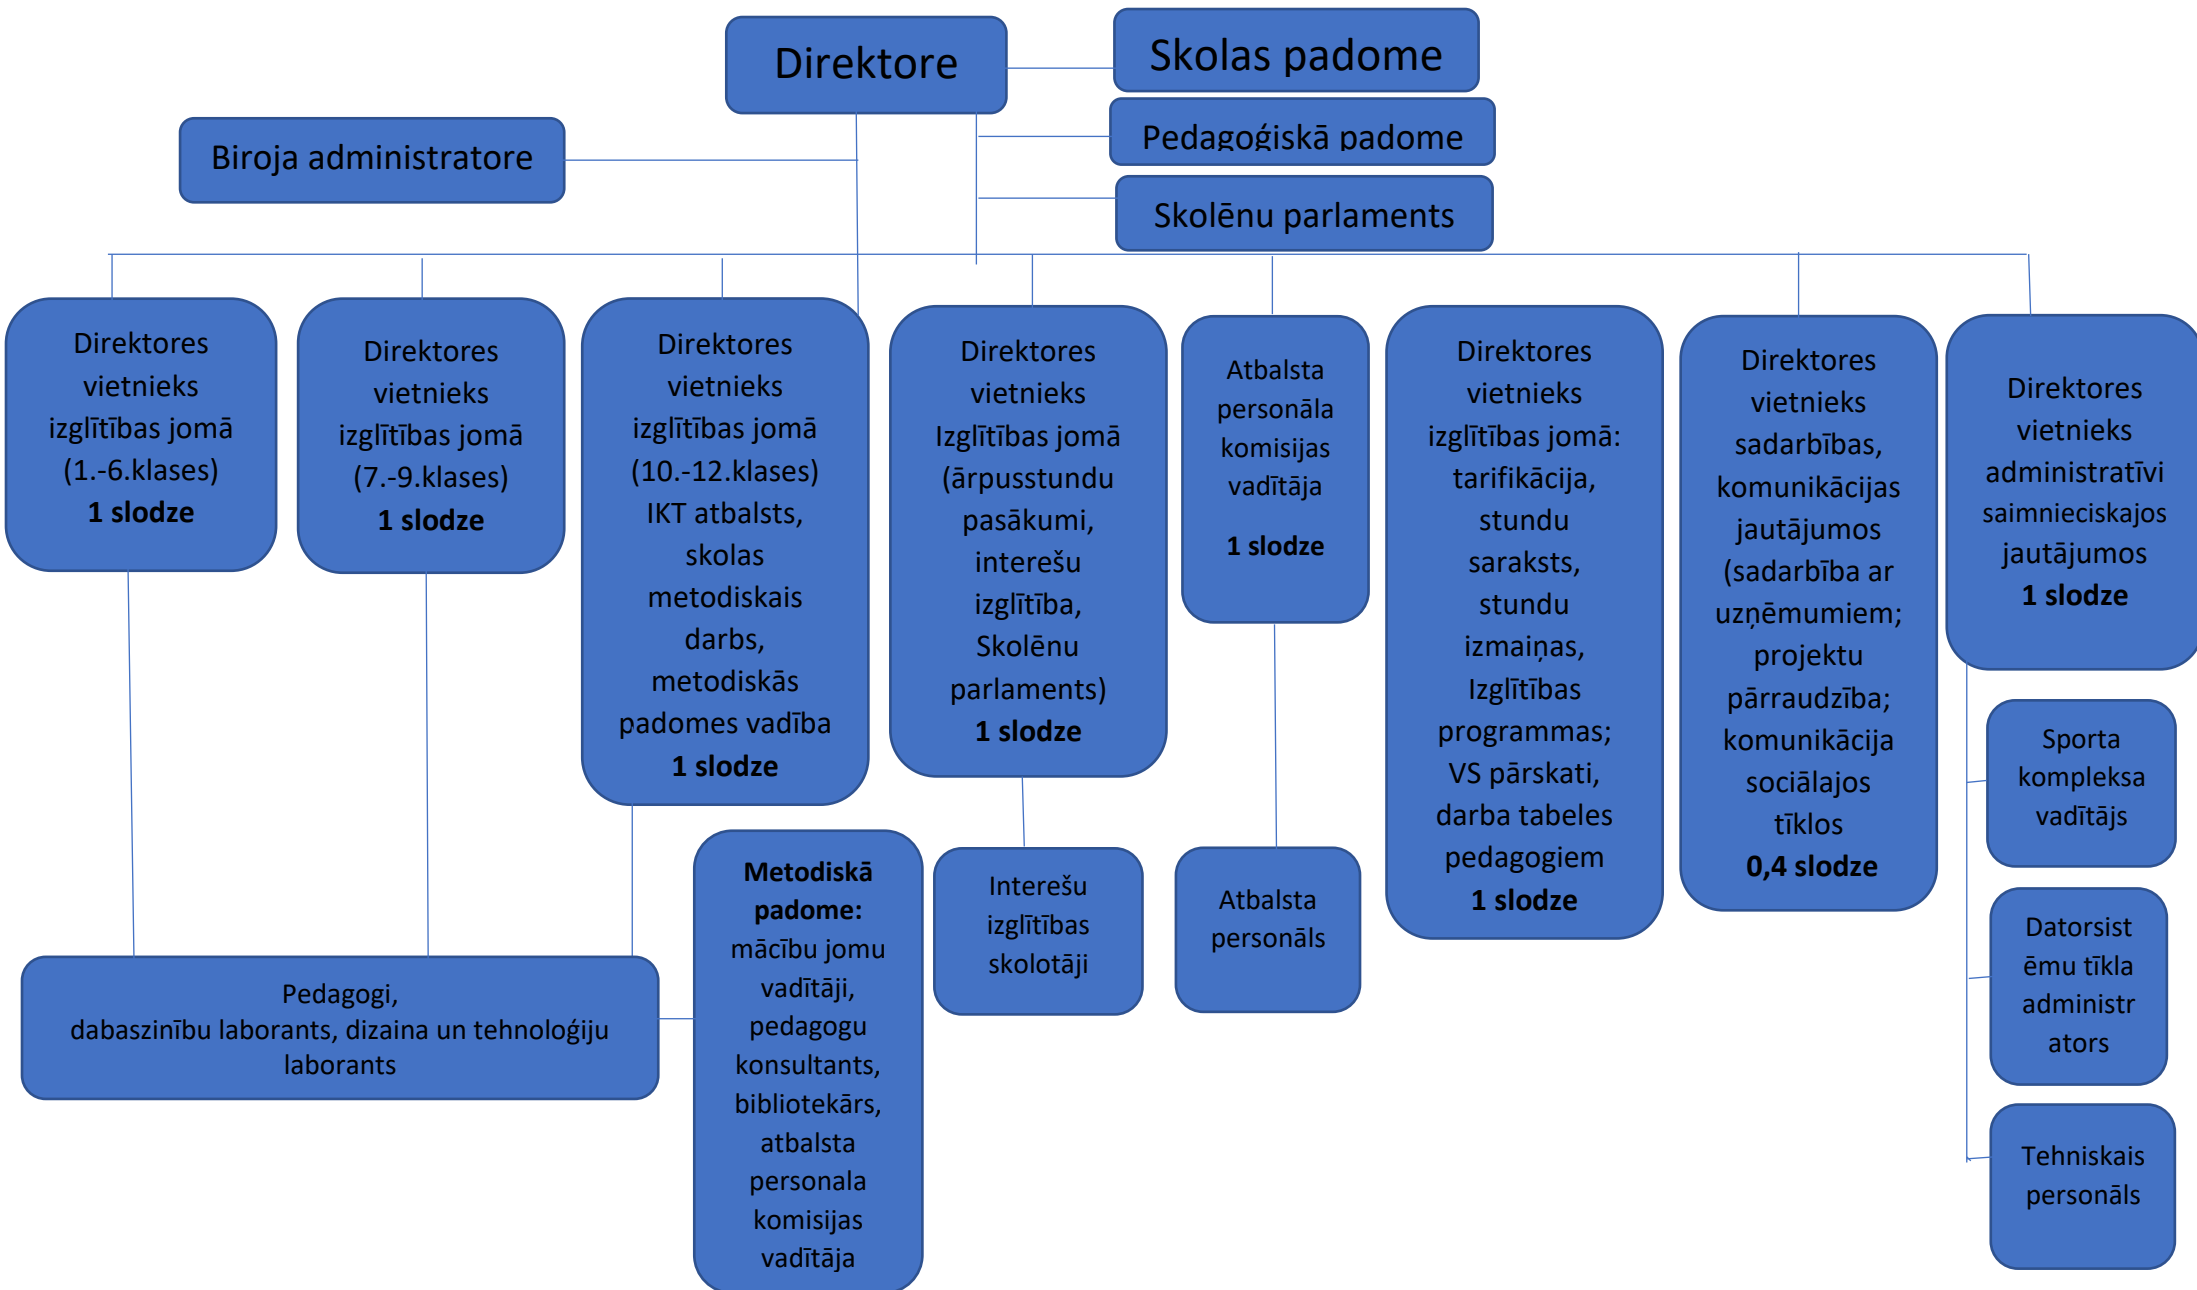 Direktore
Skolas padome
Pedagoģiskā padome
Biroja administratore
Skolēnu parlaments
Direktores
vietnieks
izglītības jomā
(1.-6.klases)
1 slodze
Direktores
vietnieks
izglītības jomā
(7.-9.klases)
1 slodze
Direktores
vietnieks
izglītības jomā
(10.-12.klases)
IKT atbalsts,
skolas
metodiskais
darbs,
metodiskās
padomes vadība
1 slodze
Direktores
vietnieks
Izglītības jomā
(ārpusstundu
pasākumi,
interešu
izglītība,
Skolēnu
parlaments)
1 slodze
Atbalsta
personāla
komisijas
vadītāja
1 slodze
Direktores
vietnieks
izglītības jomā:
tarifikācija,
stundu
saraksts,
stundu
izmaiņas,
Izglītības
programmas;
VS pārskati,
darba tabeles
pedagogiem
1 slodze
Direktores
vietnieks
sadarbības,
komunikācijas
jautājumos
(sadarbība ar
uzņēmumiem;
projektu
pārraudzība;
komunikācija
sociālajos
tīklos
0,4 slodze
Direktores
vietnieks
administratīvi
saimnieciskajos
jautājumos
1 slodze
Sporta
kompleksa
vadītājs
Datorsist
ēmu tīkla
administr
ators
Tehniskais
personāls
Pedagogi,
dabaszinību laborants, dizaina un tehnoloģiju
laborants
Metodiskā
padome:
mācību jomu
vadītāji,
pedagogu
konsultants,
bibliotekārs,
atbalsta
personala
komisijas
vadītāja
Interešu
izglītības
skolotāji
Atbalsta
personāls